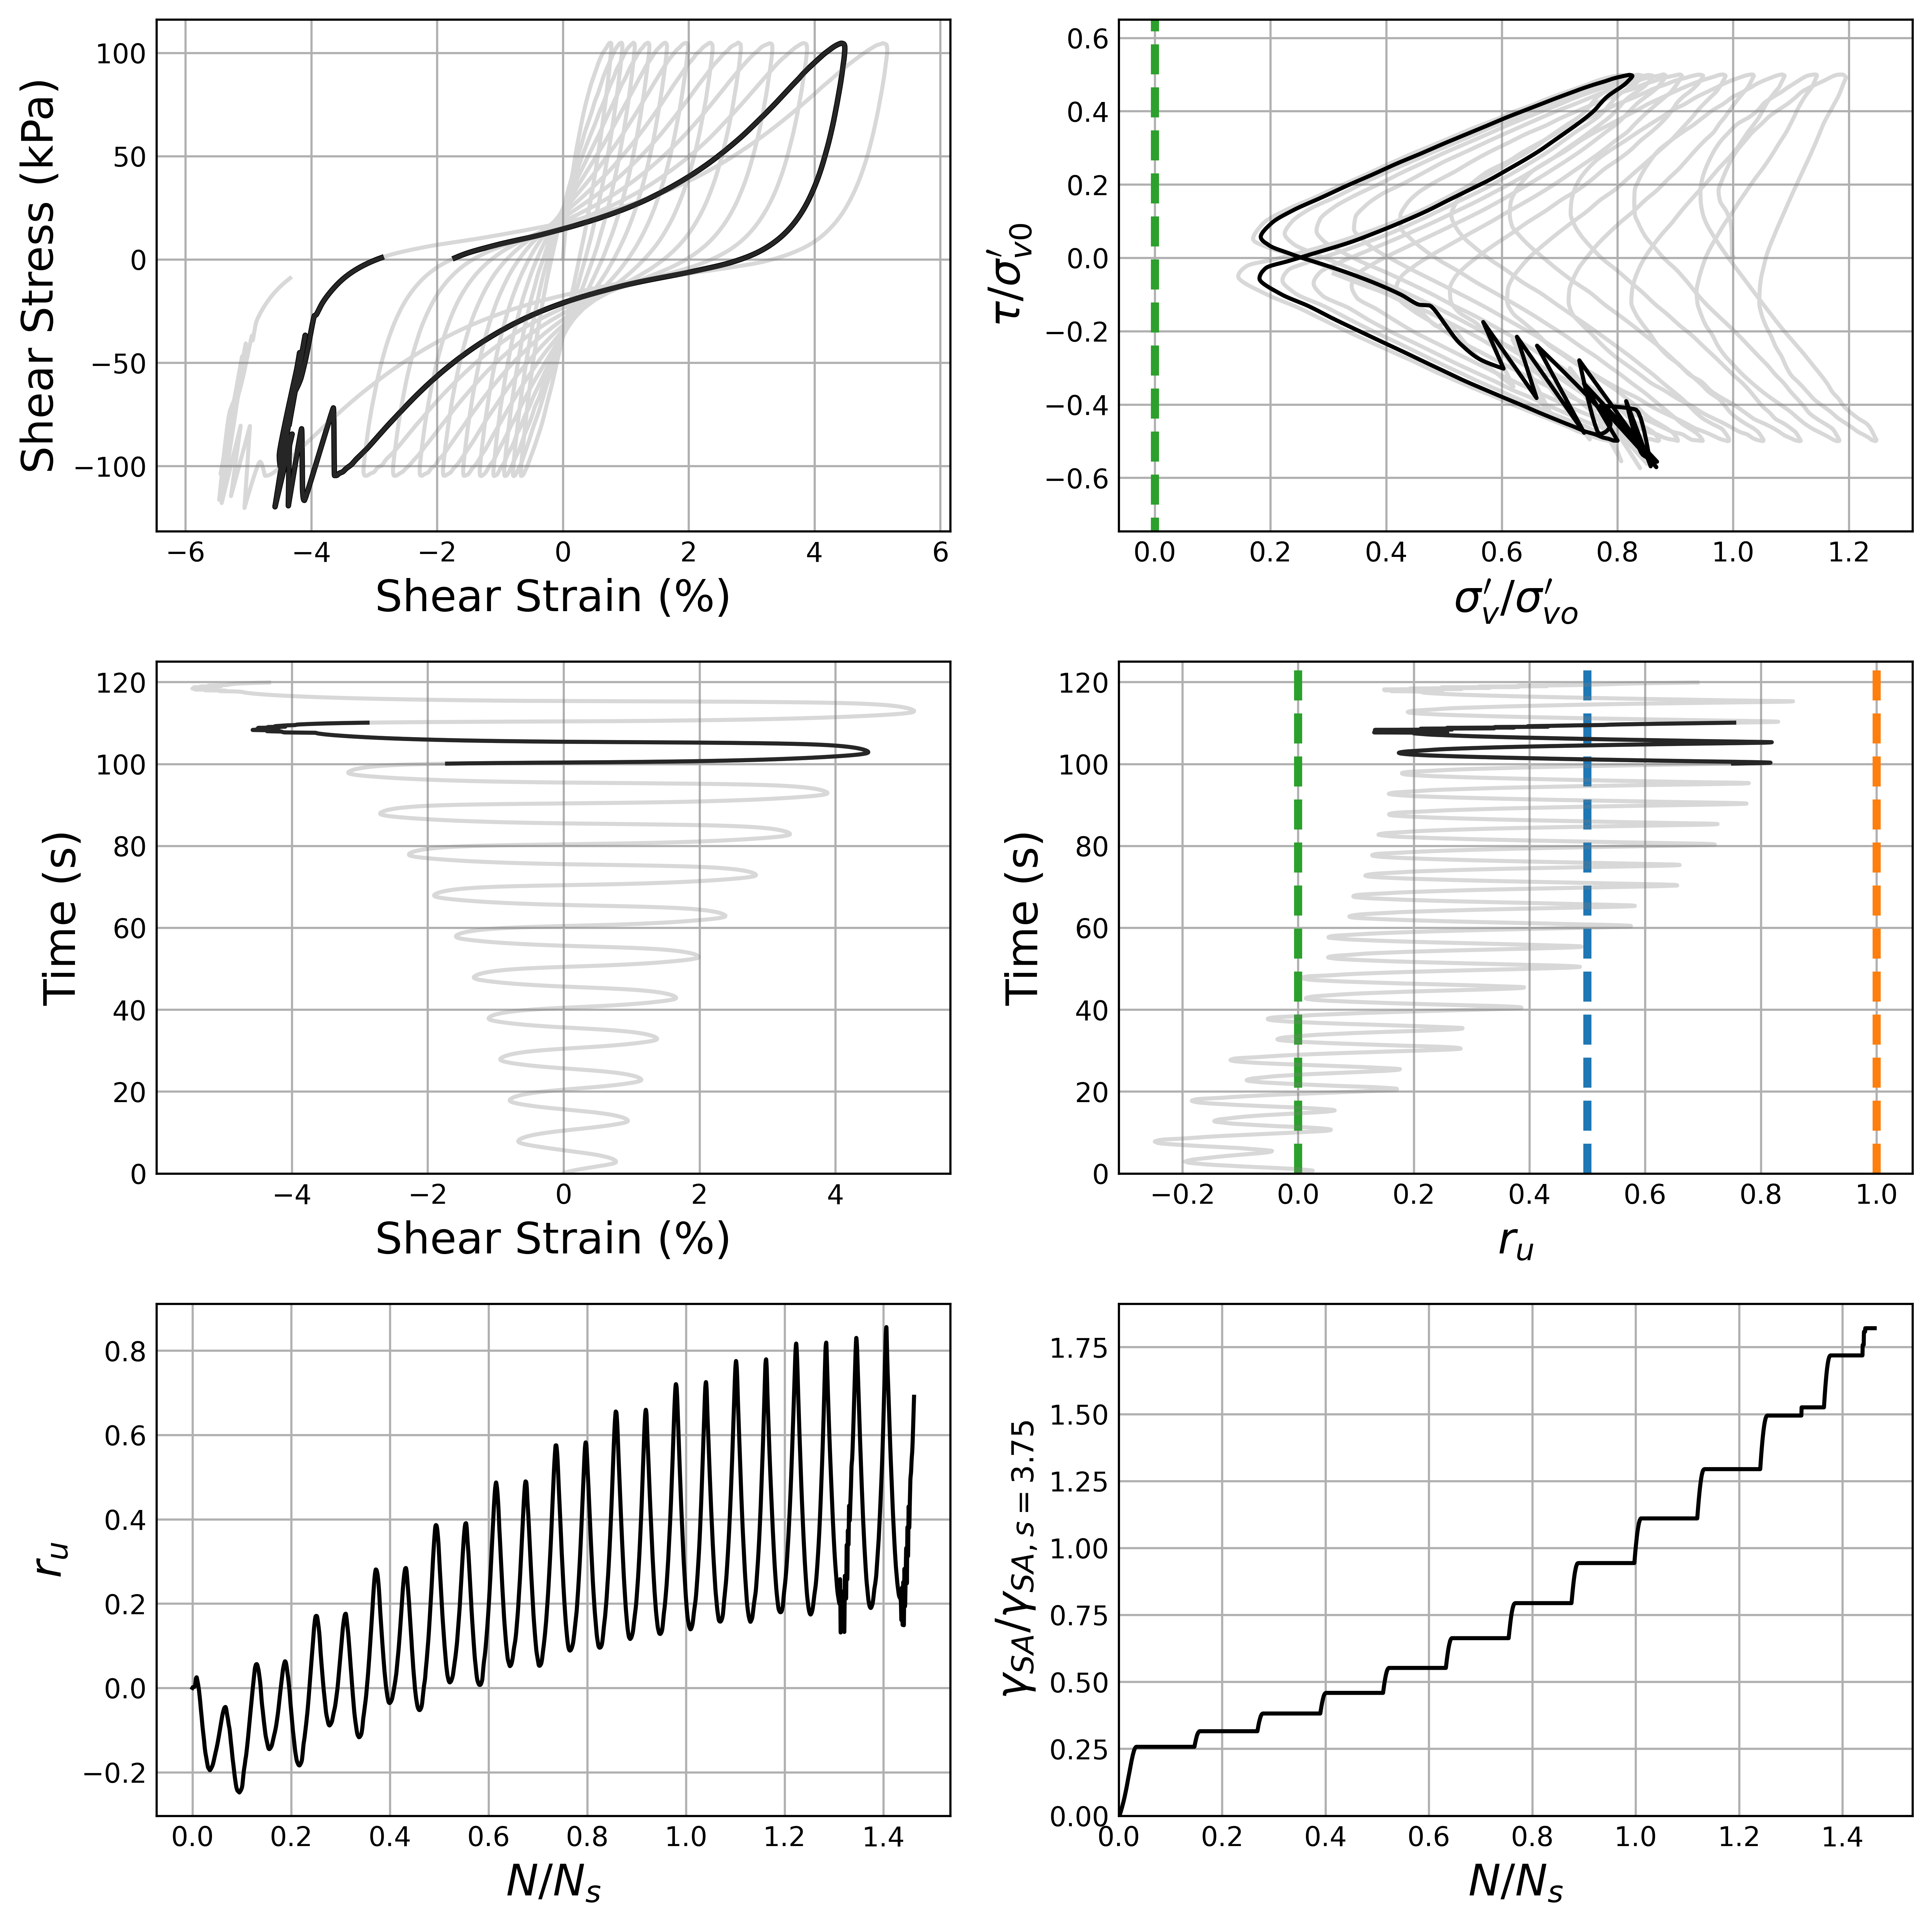 100
50
0
−50
−100
Shear Stress (kPa)
−6 −4 −2 0 2 4 6
Shear Strain (%)
0.6
0.4
0.2
0.0
−0.2
−0.4
−0.6
τ/σ′v0
0.0 0.2 0.4 0.6 0.8 1.0 1.2
σ′v/σ′vo
120
100
80
60
40
20
0
Time (s)
−4 −2 0 2 4
Shear Strain (%)
120
100
80
60
40
20
0
Time (s)
−0.2 0.0 0.2 0.4 0.6 0.8 1.0
ru
0.8
0.6
0.4
0.2
0.0
−0.2
ru
0.0 0.2 0.4 0.6 0.8 1.0 1.2 1.4
N/Ns
1.75
1.50
1.25
1.00
0.75
0.50
0.25
0.00
γSA/γSA, s = 3.75
0.0 0.2 0.4 0.6 0.8 1.0 1.2 1.4
N/Ns